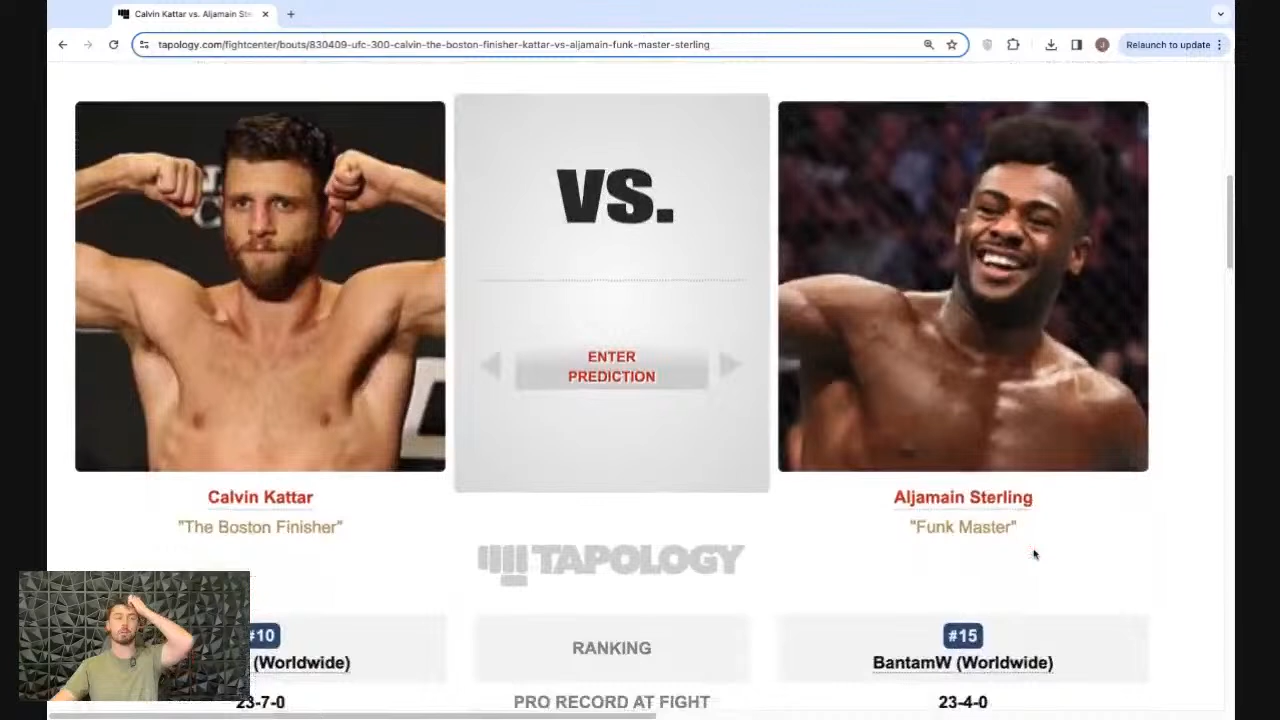 Calvin Kattar vs. Aljamain Ste
tapology.com/fightcenter/bouts/830409-ufc-300-calvin-the-boston-finisher-kattar-vs-aljamain-funk-master-sterling
Relaunch to update
VS.
ENTER
PREDICTION
Calvin Kattar
Aljamain Sterling
"The Boston Finisher"
"Funk Master"
TAPOLOGY
#10
RANKING
#15
(Worldwide)
BantamW (Worldwide)
23-7-0
PRO RECORD AT FIGHT
23-4-0